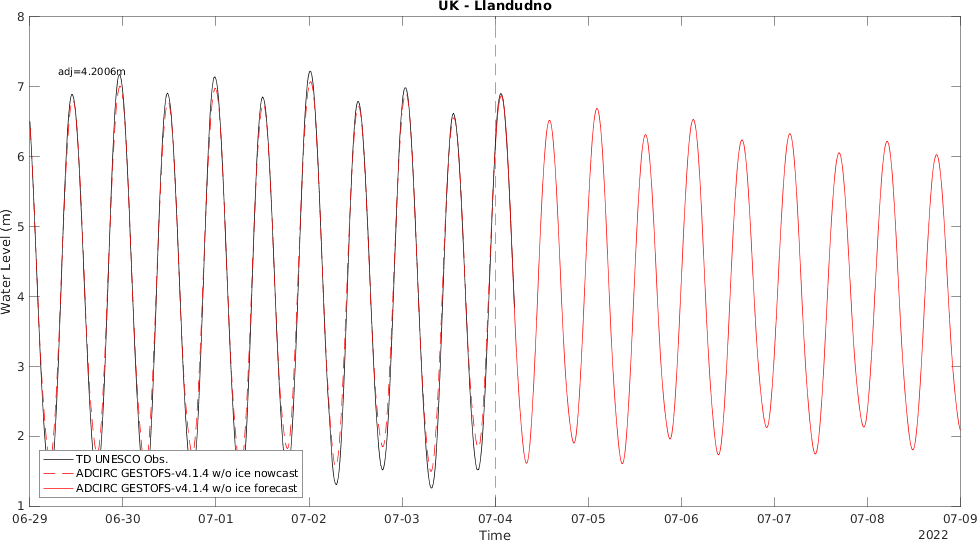 UK - Llandudno
8
7
6
5
4
3
2
1
Water Level (m)
adj=4.2006m
TD UNESCO Obs.
ADCIRC GESTOFS-v4.1.4 w/o ice nowcast
ADCIRC GESTOFS-v4.1.4 w/o ice forecast
06-29 06-30 07-01 07-02 07-03 07-04 07-05 07-06 07-07 07-08 07-09
Time
2022